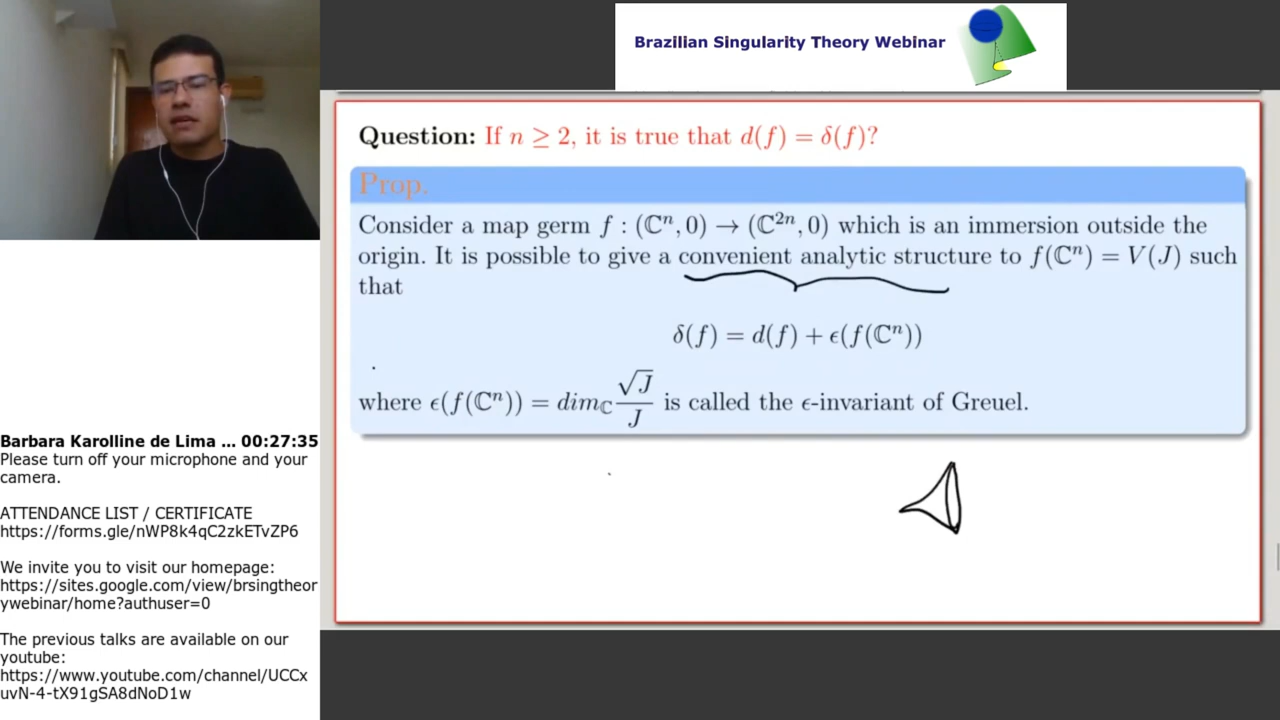 Brazilian Singularity Theory Webinar
Question: If n ≥ 2, it is true that d(f) = δ(f)?
Prop.
Consider a map germ f : (ℂⁿ, 0) → (ℂ²ⁿ, 0) which is an immersion outside the
origin. It is possible to give a convenient analytic structure to f(ℂⁿ) = V(J) such
that
δ(f) = d(f) + ϵ(f(ℂⁿ))
.
where ϵ(f(ℂⁿ)) = dim_ℂ √J/J is called the ϵ-invariant of Greuel.
Barbara Karolline de Lima ... 00:27:35
Please turn off your microphone and your
camera.
ATTENDANCE LIST / CERTIFICATE
https://forms.gle/nWP8k4qC2zkETvZP6
We invite you to visit our homepage:
https://sites.google.com/view/brsingtheor
ywebinar/home?authuser=0
The previous talks are available on our
youtube:
https://www.youtube.com/channel/UCCx
uvN-4-tX91gSA8dNoD1w